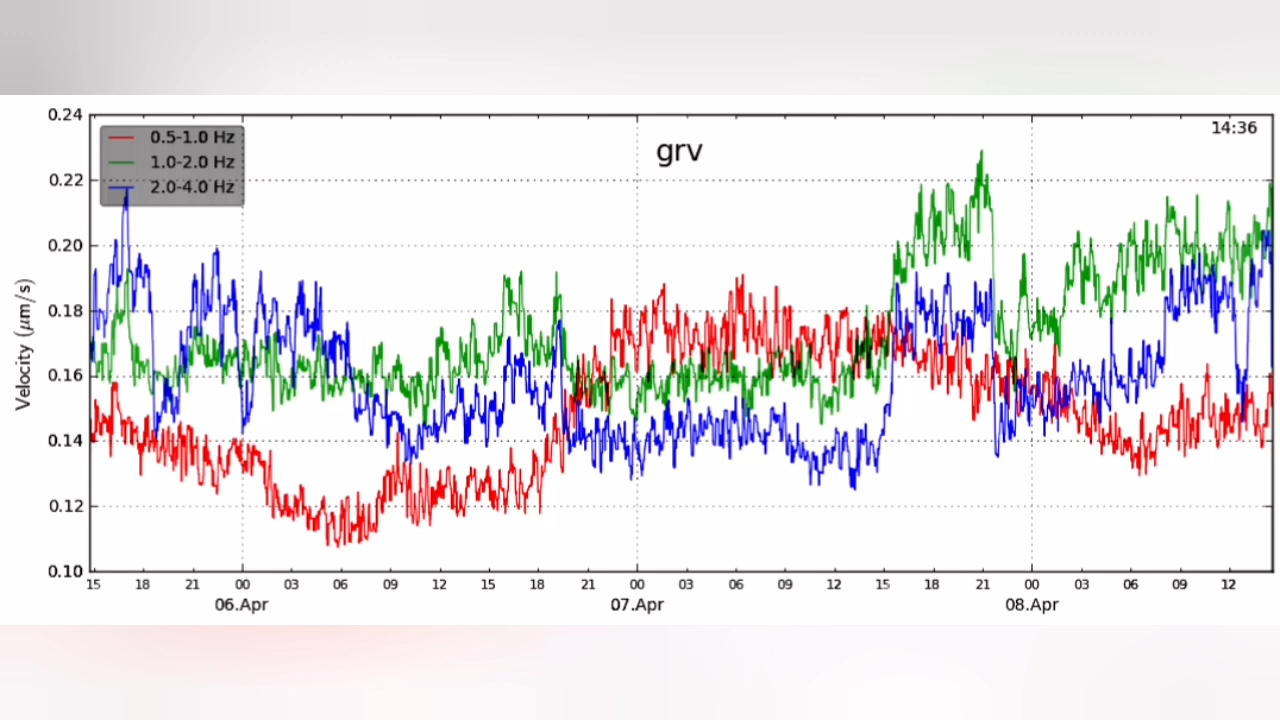 0.24
0.22
0.20
0.18
0.16
0.14
0.12
0.10
Velocity (μm/s)
0.5-1.0 Hz
1.0-2.0 Hz
2.0-4.0 Hz
grv
14:36
15 18 21 00 03 06 09 12 15 18 21 00 03 06 09 12 15 18 21 00 03 06 09 12
06.Apr 07.Apr 08.Apr